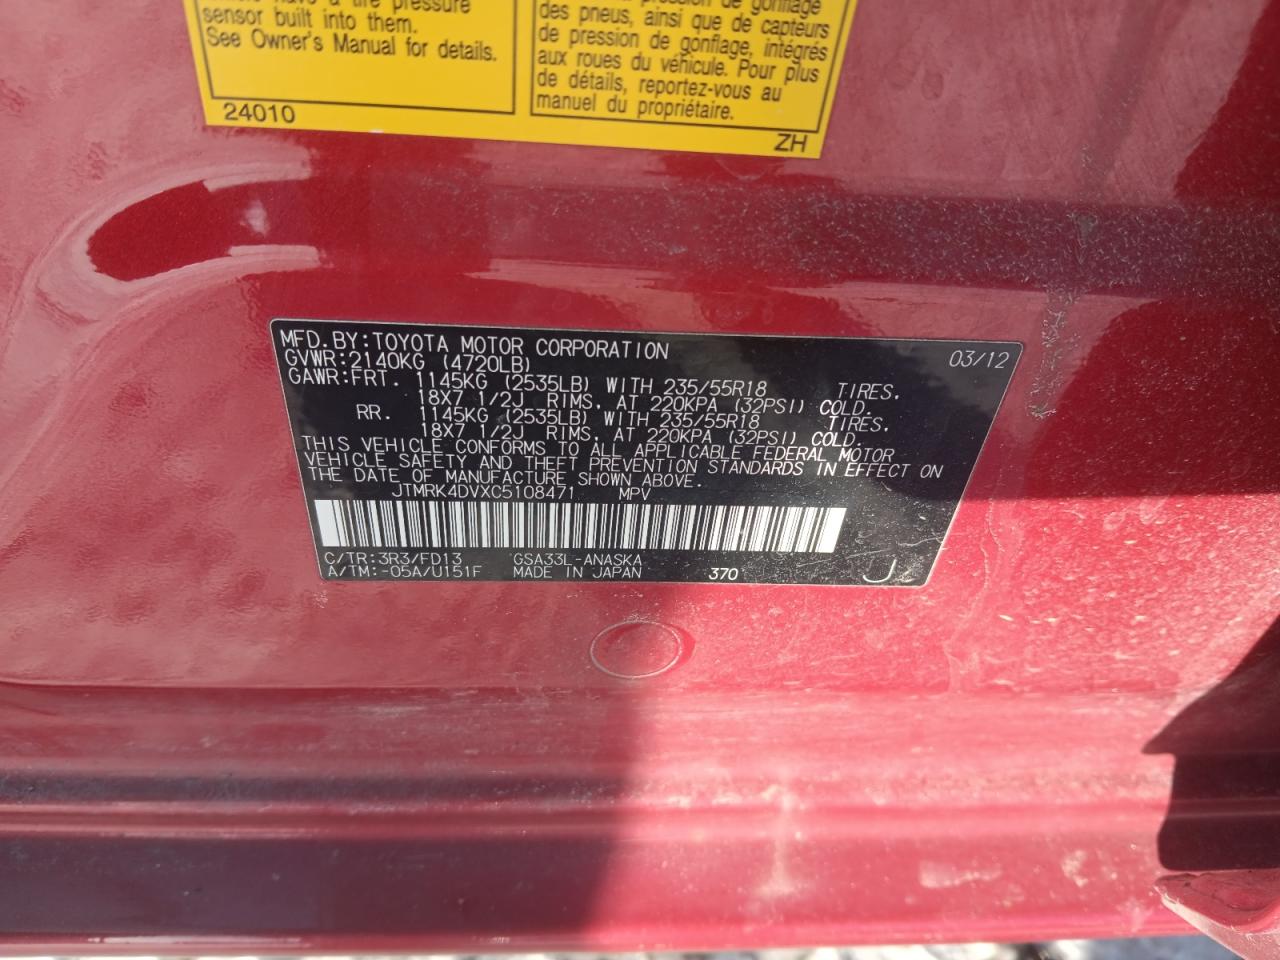 sensor built into them.
See Owner's Manual for details.
24010
des pneus, ainsi que de capteurs
de pression de gonflage, intégrés
aux roues du véhicule. Pour plus
de détails, reportez-vous au
manuel du propriétaire.
ZH
MFD.BY:TOYOTA MOTOR CORPORATION 03/12
GVWR:2140KG (4720LB)
GAWR:FRT. 1145KG (2535LB) WITH 235/55R18 TIRES.
18X7 1/2J RIMS, AT 220KPA (32PSI) COLD.
RR. 1145KG (2535LB) WITH 235/55R18 TIRES.
18X7 1/2J RIMS, AT 220KPA (32PSI) COLD.
THIS VEHICLE CONFORMS TO ALL APPLICABLE FEDERAL MOTOR
VEHICLE SAFETY AND THEFT PREVENTION STANDARDS IN EFFECT ON
THE DATE OF MANUFACTURE SHOWN ABOVE.
JTMRK4DVXC5108471 MPV
C/TR:3R3/FD13 GSA33L-ANASKA
A/TM:-05A/U151F MADE IN JAPAN 370 J